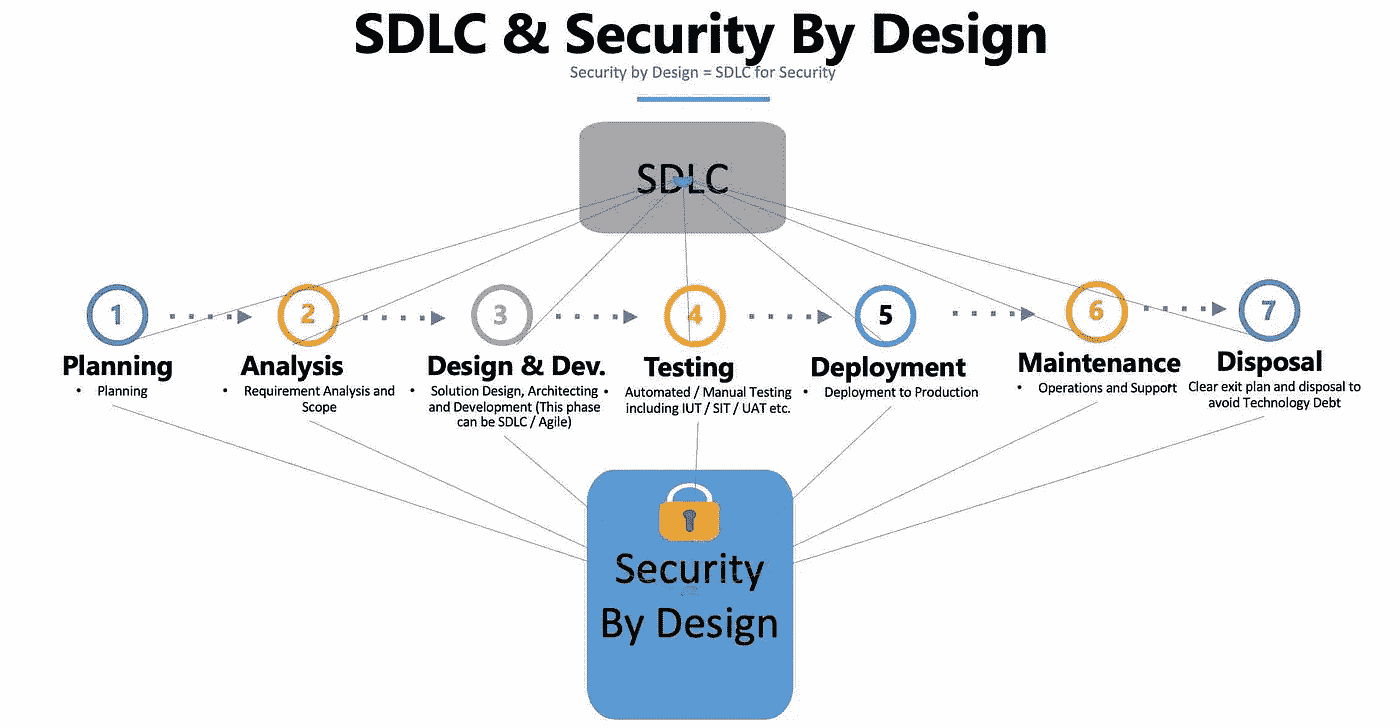 SDLC & Security By Design
Security by Design = SDLC for Security
SDLC
1
2
3
4
5
6
7
Planning
• Planning
Analysis
• Requirement Analysis and
Scope
Design & Dev.
• Solution Design, Architecting
and Development (This phase
can be SDLC / Agile)
Testing
• Automated / Manual Testing
including IUT / SIT / UAT etc.
Deployment
• Deployment to Production
Maintenance
• Operations and Support
Disposal
Clear exit plan and disposal to
avoid Technology Debt
Security
By Design